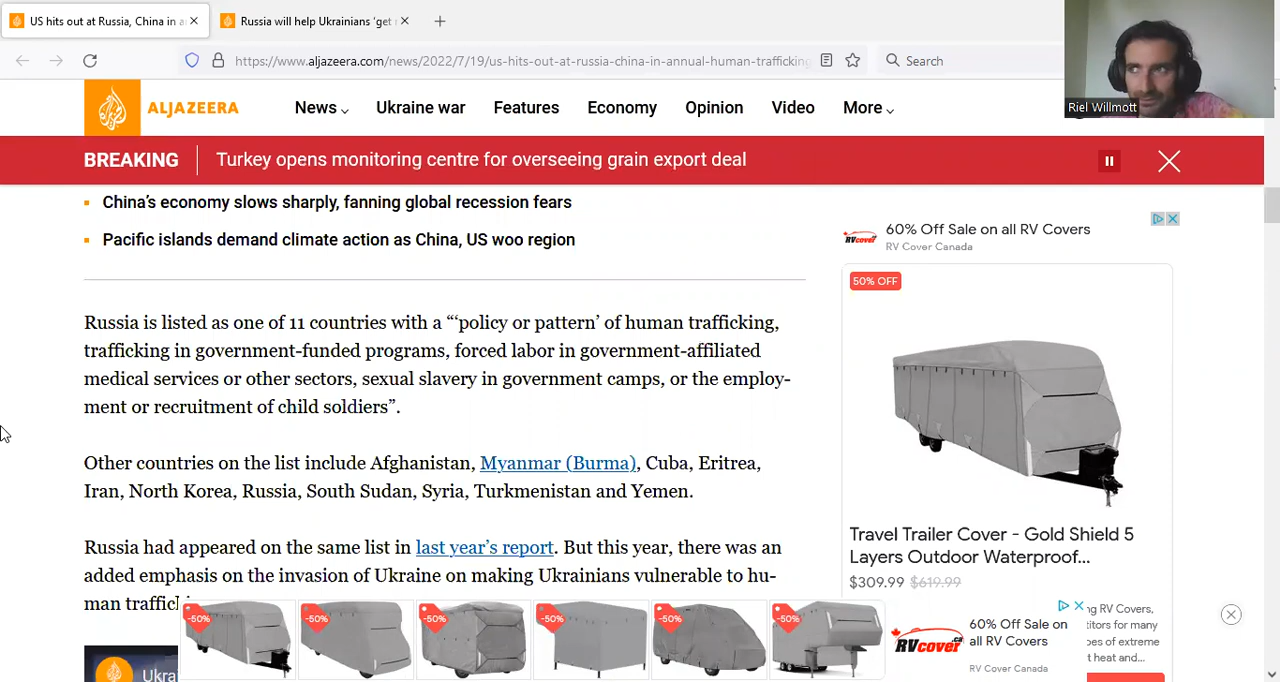 US hits out at Russia, China in a
Russia will help Ukrainians 'get
https://www.aljazeera.com/news/2022/7/19/us-hits-out-at-russia-china-in-annual-human-trafficking
Search
Riel Willmott
ALJAZEERA
News
Ukraine war
Features
Economy
Opinion
Video
More
BREAKING
Turkey opens monitoring centre for overseeing grain export deal
China's economy slows sharply, fanning global recession fears
Pacific islands demand climate action as China, US woo region
Russia is listed as one of 11 countries with a “‘policy or pattern’ of human trafficking,
trafficking in government-funded programs, forced labor in government-affiliated
medical services or other sectors, sexual slavery in government camps, or the employ-
ment or recruitment of child soldiers”.
Other countries on the list include Afghanistan, Myanmar (Burma), Cuba, Eritrea,
Iran, North Korea, Russia, South Sudan, Syria, Turkmenistan and Yemen.
Russia had appeared on the same list in last year’s report. But this year, there was an
added emphasis on the invasion of Ukraine on making Ukrainians vulnerable to hu-
man traffick
Ukra
RVcover
60% Off Sale on all RV Covers
RV Cover Canada
50% OFF
Travel Trailer Cover - Gold Shield 5
Layers Outdoor Waterproof...
$309.99 $619.99
ng RV Covers,
titors for many
pes of extreme
t heat and...
-50%
-50%
-50%
-50%
-50%
-50%
RVcover.ca
60% Off Sale on
all RV Covers
RV Cover Canada